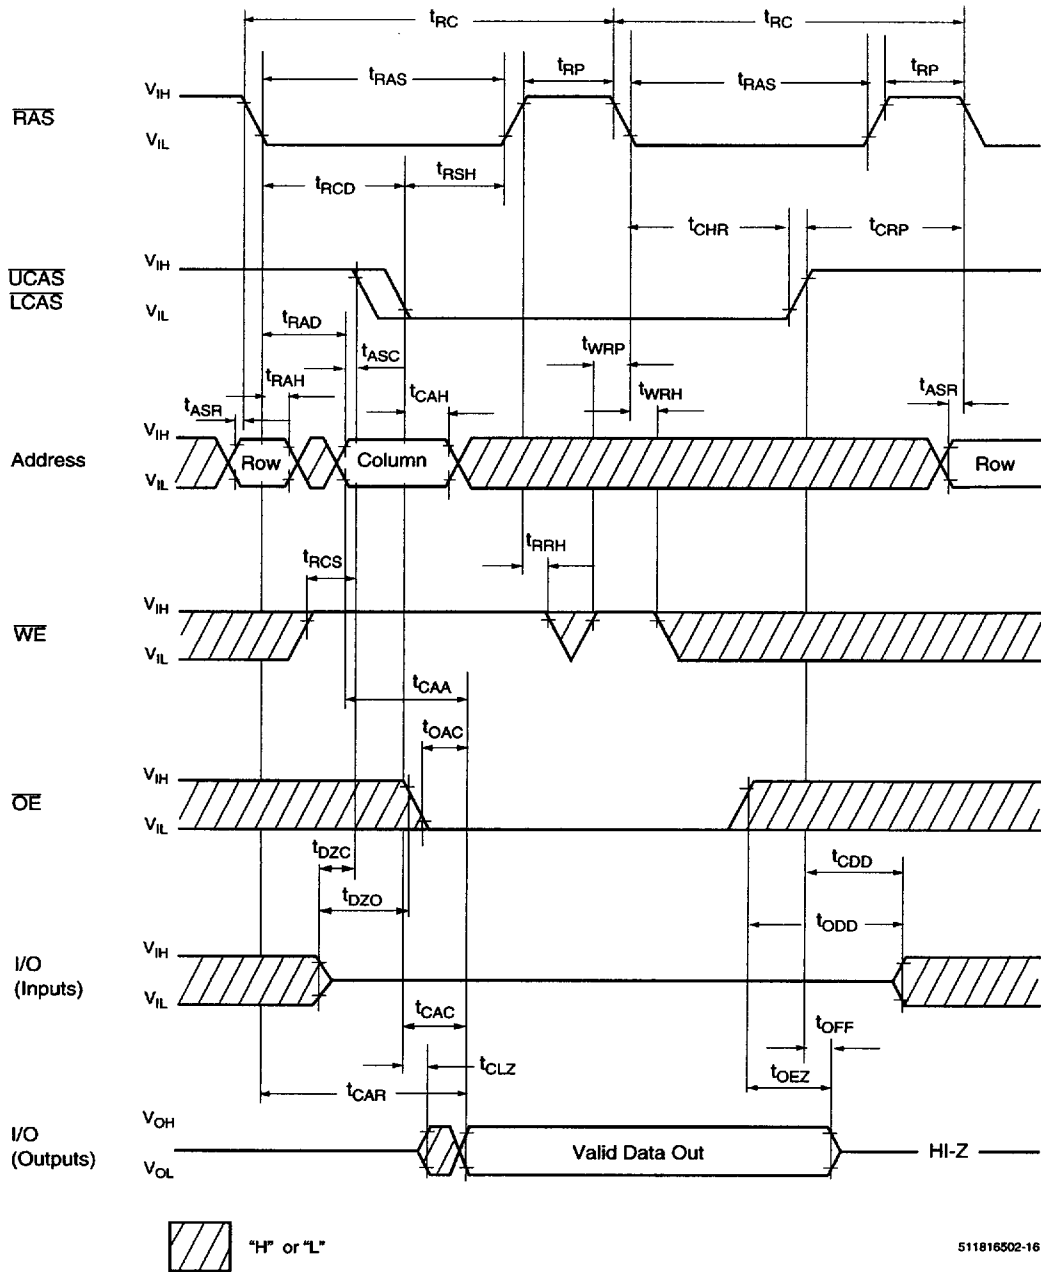 tRC tRC
tRAS tRP tRAS tRP
RAS VIH
VIL
tRCD tRSH
tCHR tCRP
UCAS
LCAS VIH
VIL
tRAD
tASC tWRP
tRAH tCAH tWRH
tASR tASR
Address VIH
VIL
Row Column Row
tRRH
tRCS
WE VIH
VIL
tCAA
tOAC
OE VIH
VIL
tDZC tCDD
tDZO tODD
I/O
(Inputs) VIH
VIL
tCAC tOFF
tCLZ tOEZ
tCAR
I/O
(Outputs) VOH
VOL
Valid Data Out HI-Z
"H" or "L"
511816502-16